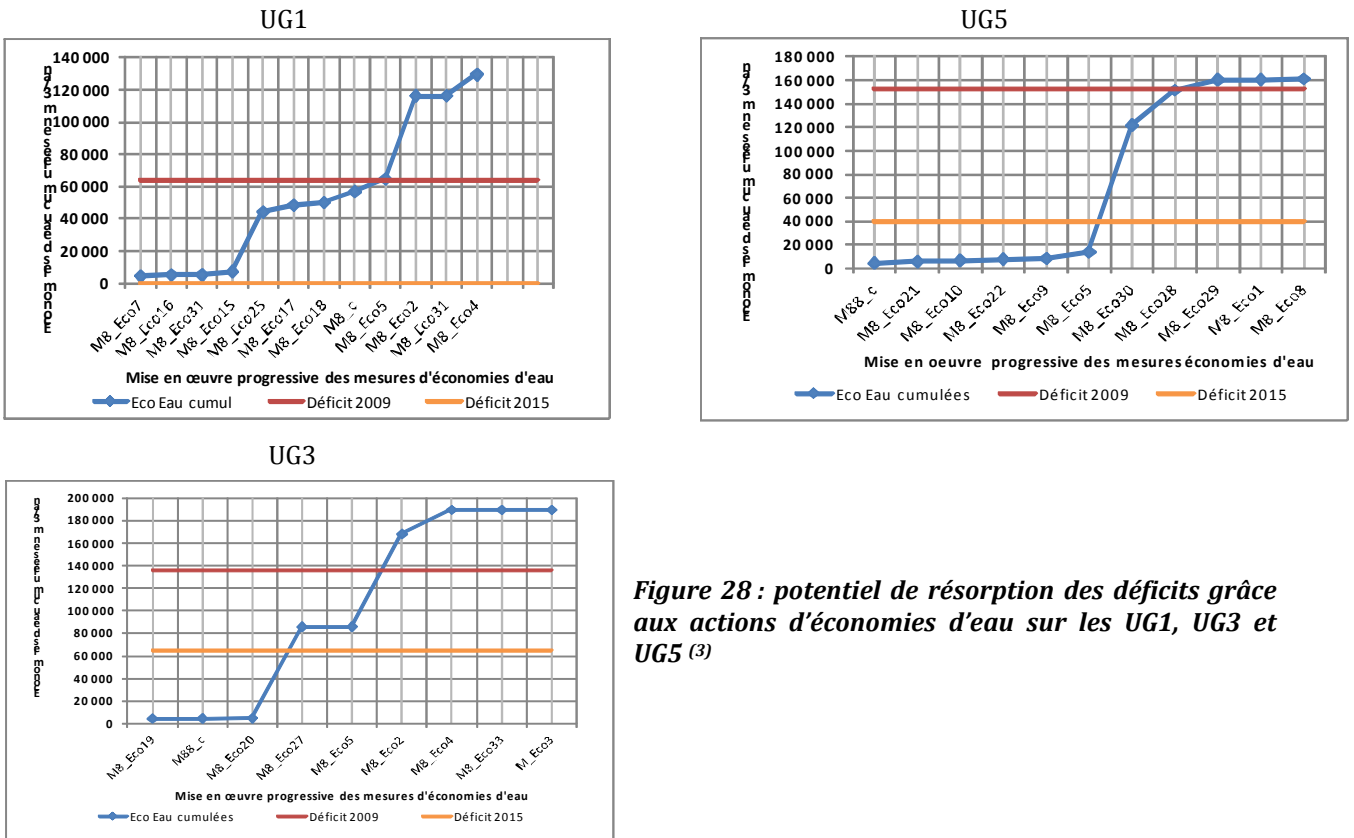 UG1
140 000
120 000
100 000
80 000
60 000
40 000
20 000
0
M8_Eco7
M8_Eco16
M8_Eco31
M8_Eco15
M8_Eco25
M8_Eco17
M8_Eco18
M8_c
M8_Eco5
M8_Eco2
M8_Eco31
M8_Eco4
Mise en œuvre progressive des mesures d'économies d'eau
Eco Eau cumul
Déficit 2009
Déficit 2015
UG5
180 000
160 000
140 000
120 000
100 000
80 000
60 000
40 000
20 000
0
M88_c
M8_Eco21
M8_Eco10
M8_Eco22
M8_Eco9
M8_Eco5
M8_Eco30
M8_Eco28
M8_Eco29
M8_Eco1
M8_Eco8
Mise en oeuvre progressive des mesures économies d'eau
Eco Eau cumulées
Déficit 2009
Déficit 2015
UG3
200 000
180 000
160 000
140 000
120 000
100 000
80 000
60 000
40 000
20 000
0
M8_Eco19
M88_c
M8_Eco20
M8_Eco27
M8_Eco5
M8_Eco2
M8_Eco4
M8_Eco33
M_Eco3
Mise en œuvre progressive des mesures d'économies d'eau
Eco Eau cumulées
Déficit 2009
Déficit 2015
Figure 28 : potentiel de résorption des déficits grâce
aux actions d'économies d'eau sur les UG1, UG3 et
UG5 (3)